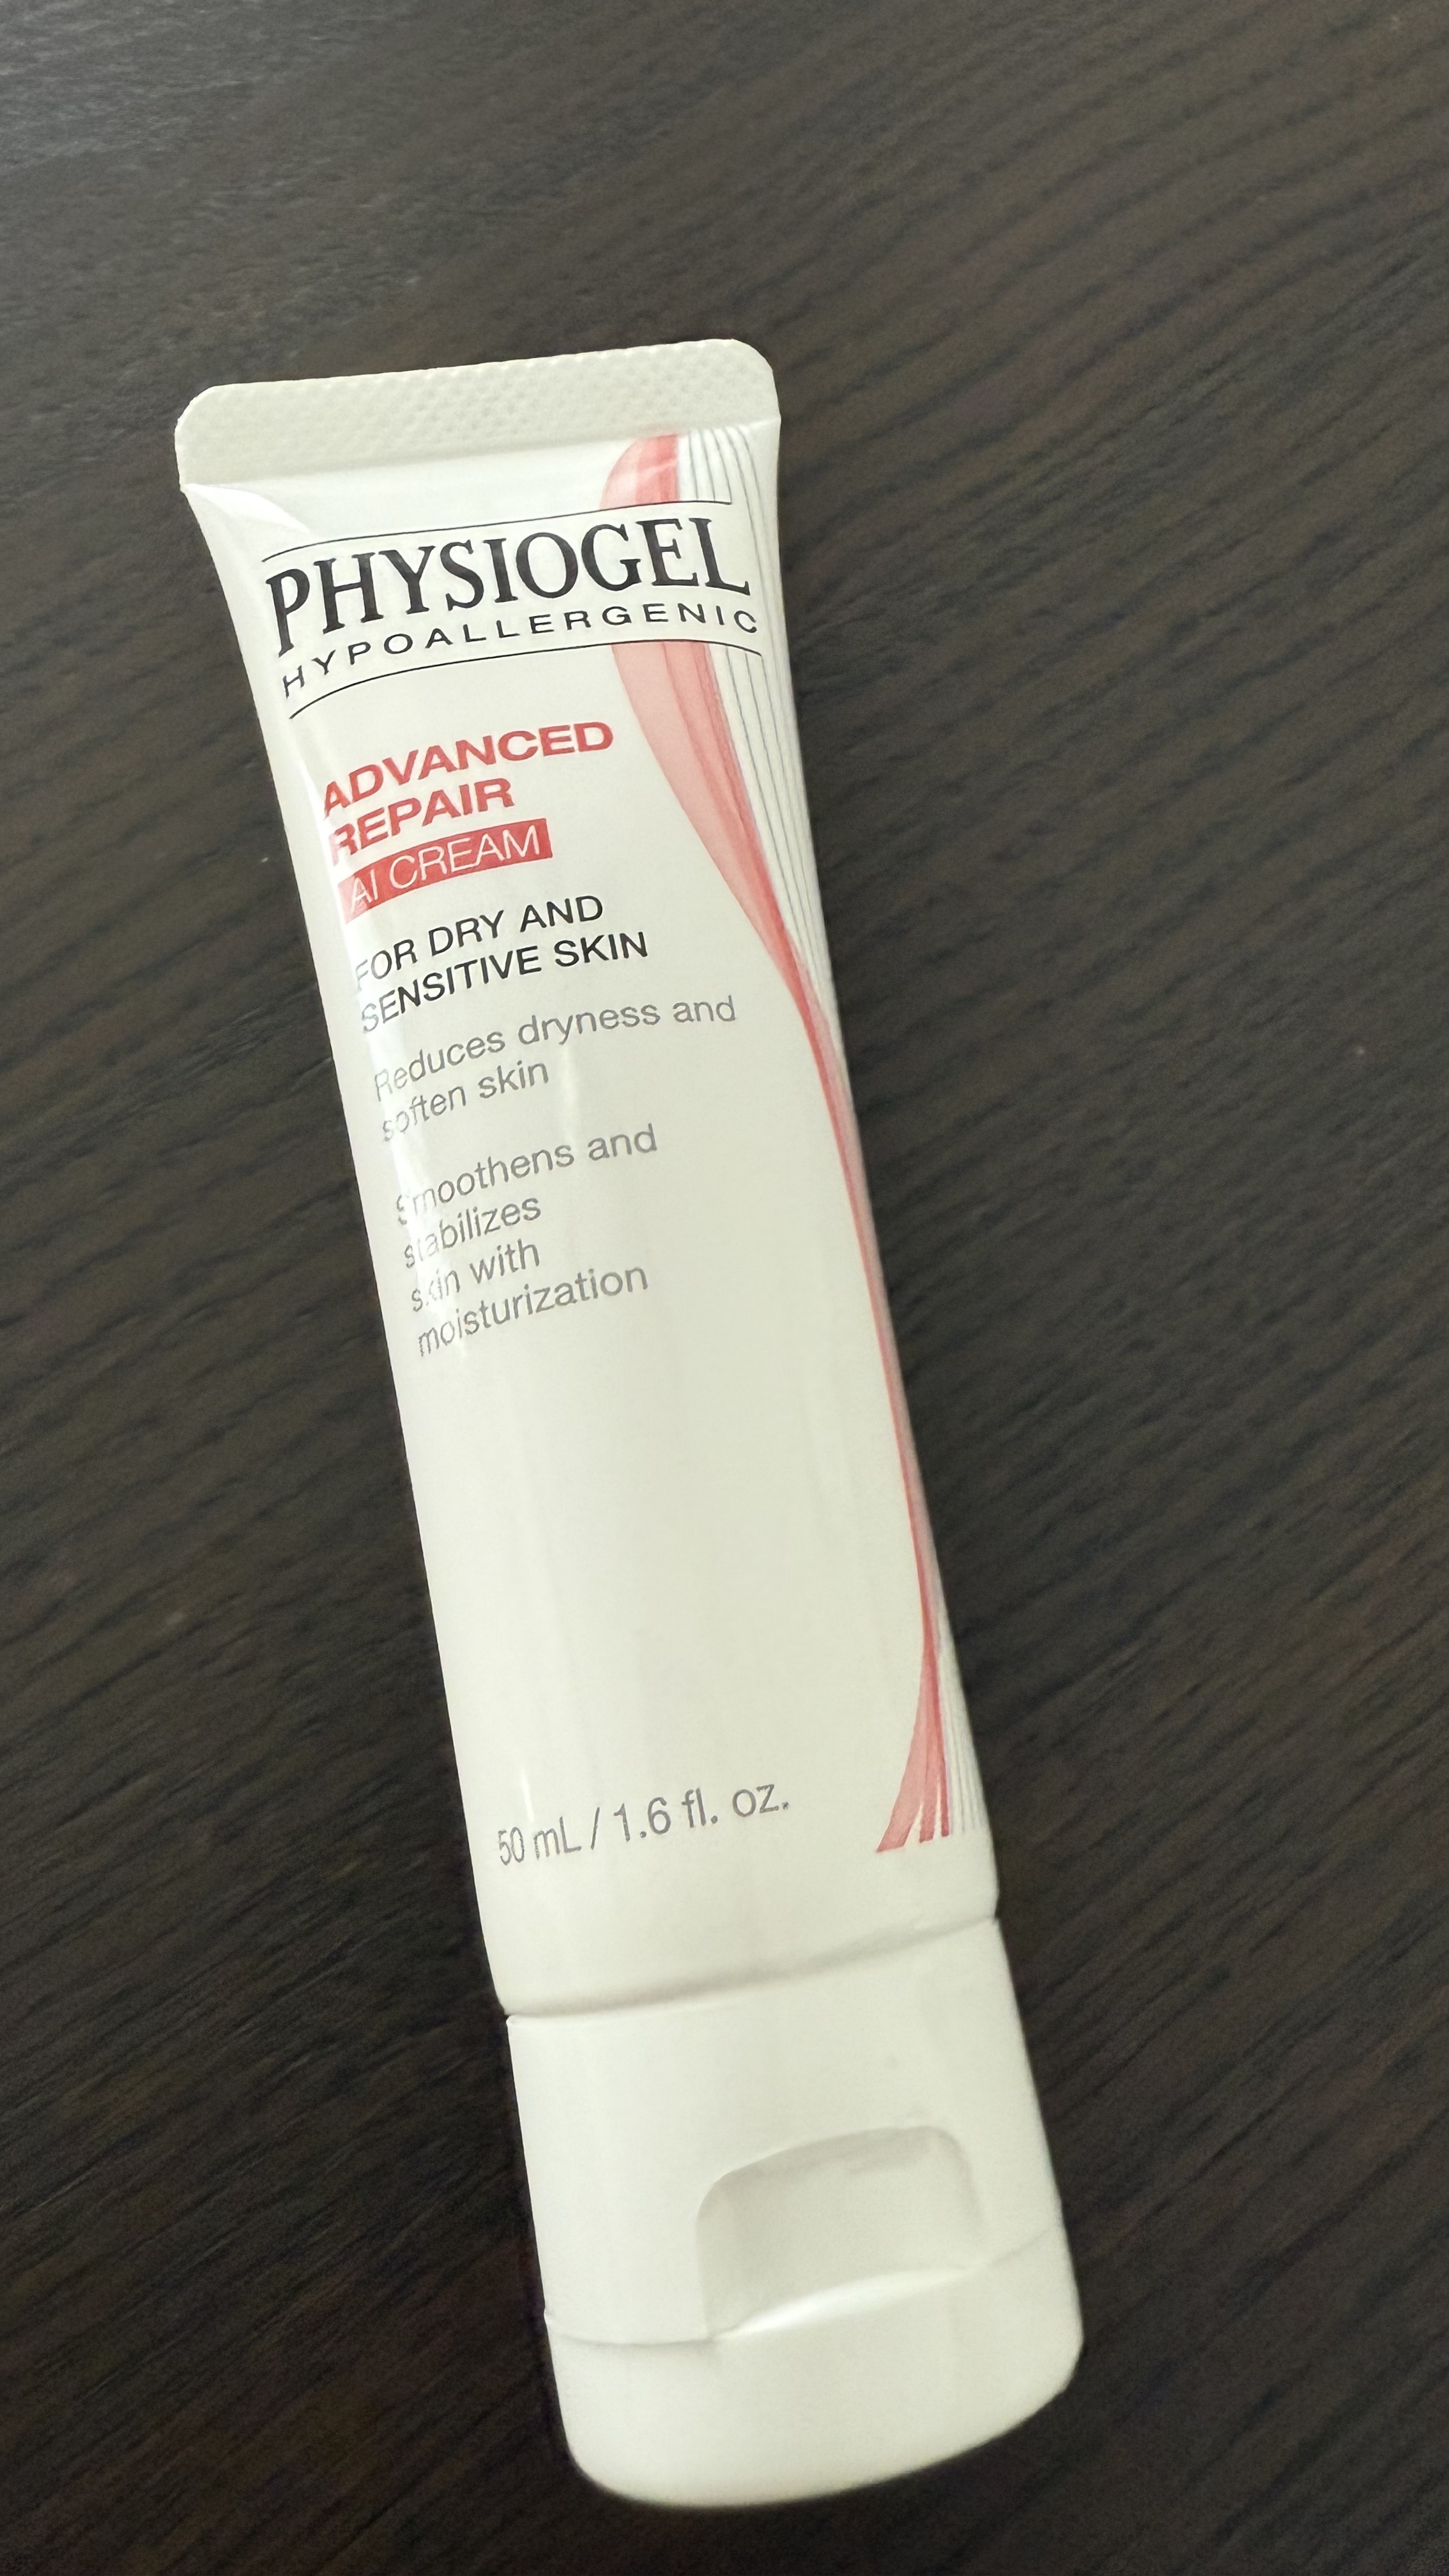 PHYSIOGEL
HYPOALLERGENIC
ADVANCED
REPAIR
AI CREAM
FOR DRY AND
SENSITIVE SKIN
Reduces dryness and
soften skin
Smoothens and
stabilizes
skin with
moisturization
50 mL / 1.6 fl. oz.